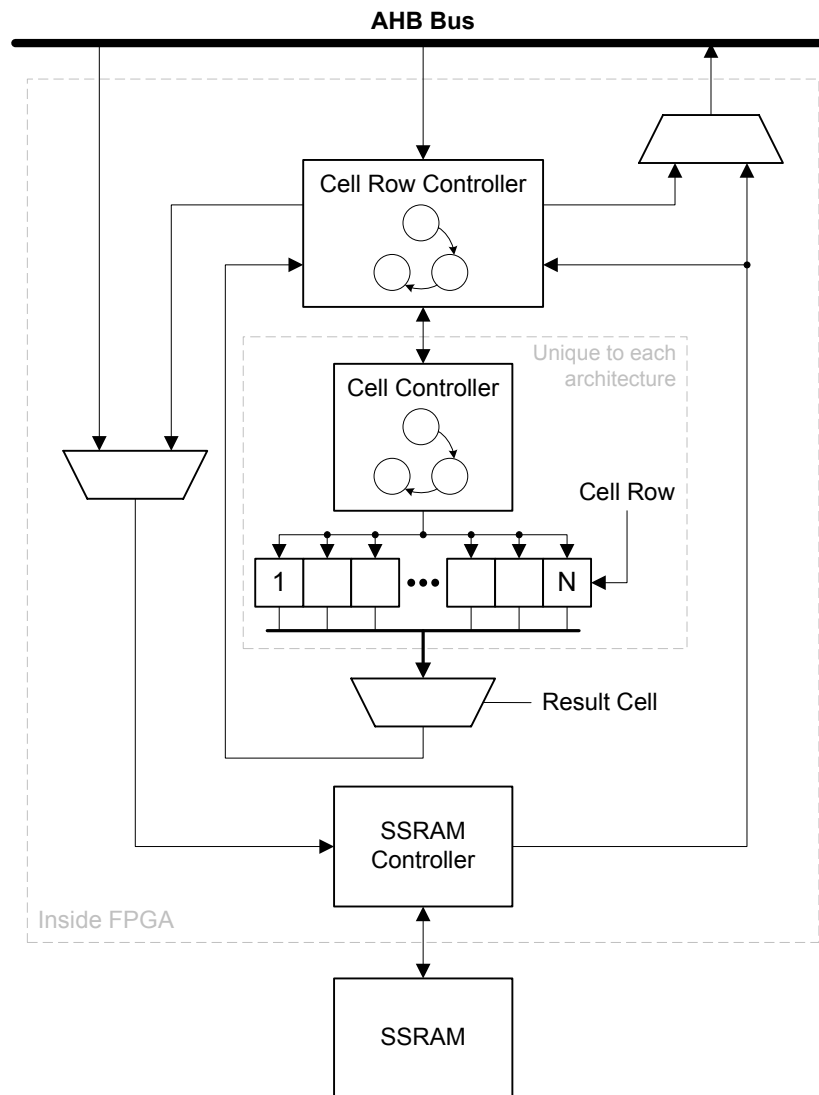 AHB Bus
Cell Row Controller
Unique to each
architecture
Cell Controller
Cell Row
1
N
Result Cell
SSRAM
Controller
Inside FPGA
SSRAM